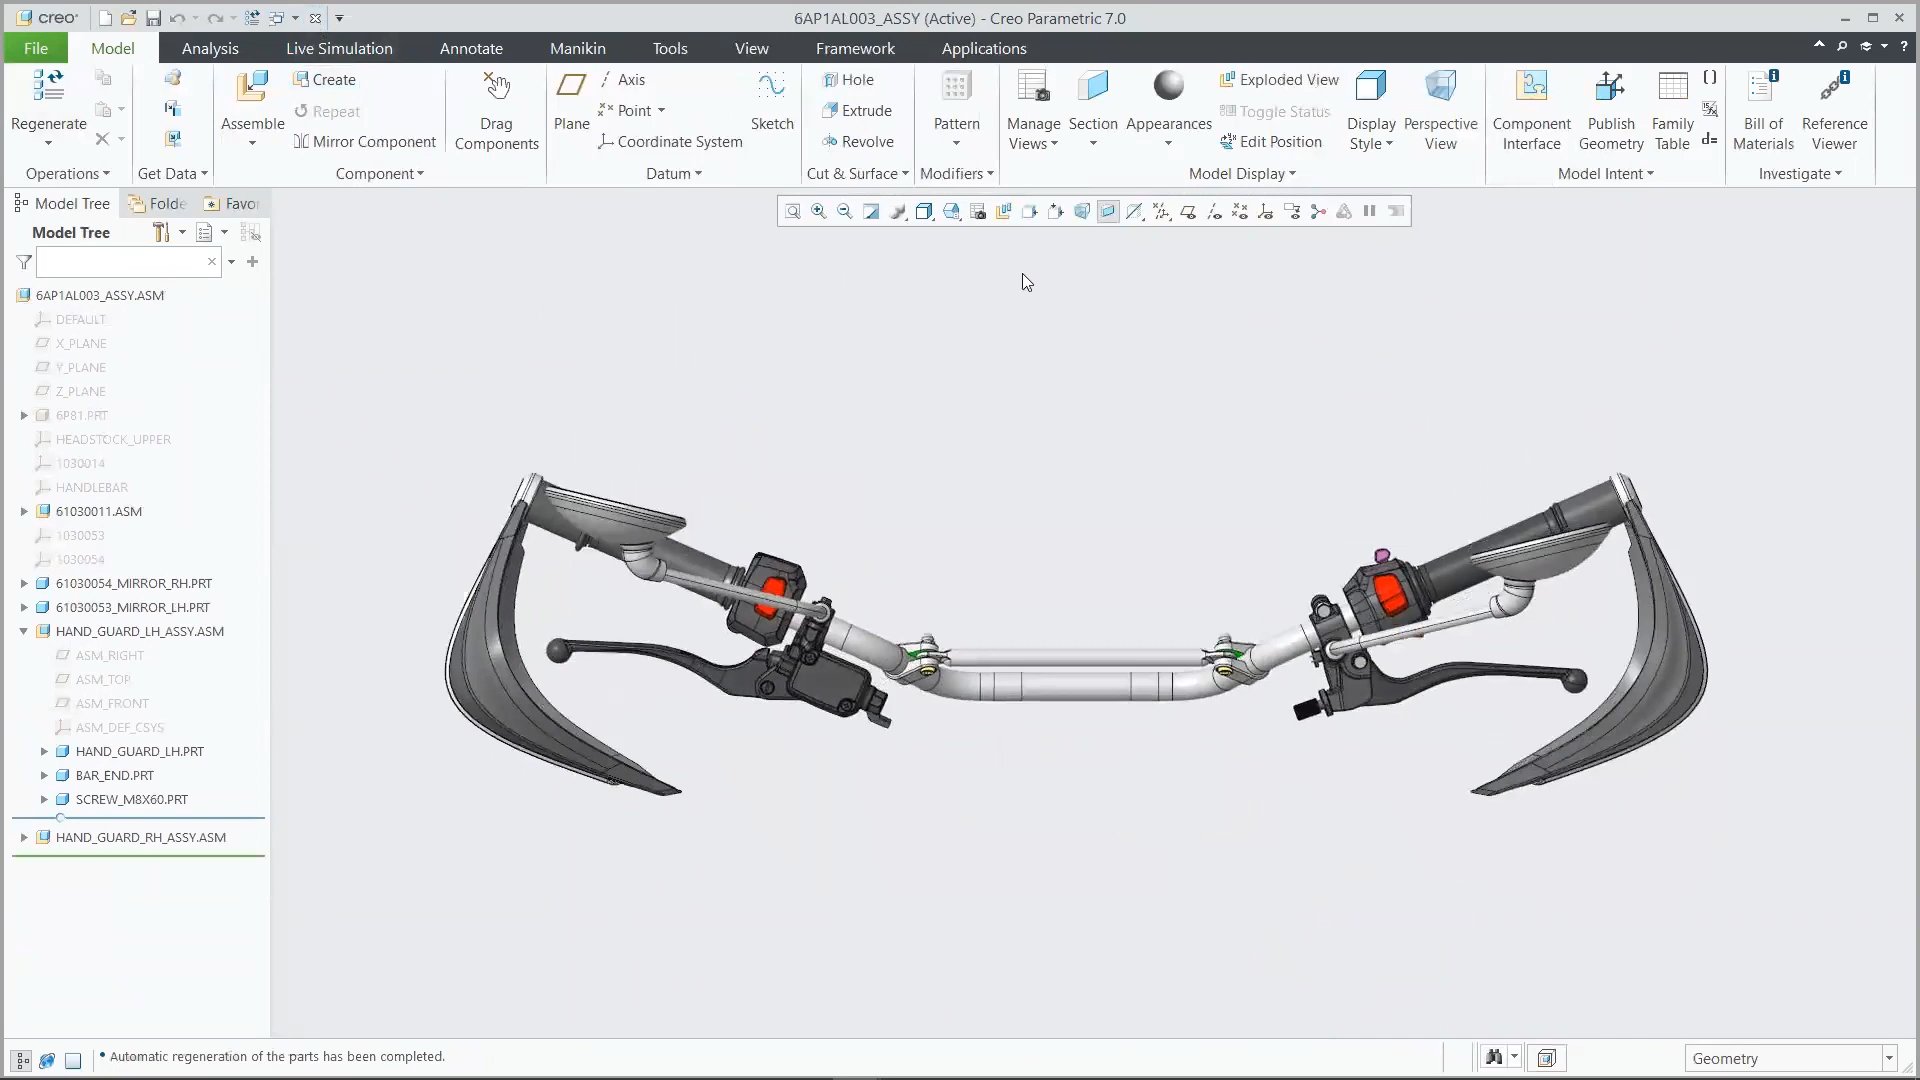 creo
6AP1AL003_ASSY (Active) - Creo Parametric 7.0
File
Model
Analysis
Live Simulation
Annotate
Manikin
Tools
View
Framework
Applications
Regenerate
Operations
Get Data
Assemble
Create
Repeat
Mirror Component
Drag Components
Component
Plane
Axis
Point
Coordinate System
Sketch
Datum
Hole
Extrude
Revolve
Cut & Surface
Pattern
Modifiers
Manage Views
Section
Appearances
Exploded View
Toggle Status
Edit Position
Display Style
Perspective View
Model Display
Component Interface
Publish Geometry
Family Table
Model Intent
Bill of Materials
Reference Viewer
Investigate
Model Tree
Folde
Favor
Model Tree
6AP1AL003_ASSY.ASM
DEFAULT
X_PLANE
Y_PLANE
Z_PLANE
6P81.PRT
HEADSTOCK_UPPER
1030014
HANDLEBAR
61030011.ASM
1030053
1030054
61030054_MIRROR_RH.PRT
61030053_MIRROR_LH.PRT
HAND_GUARD_LH_ASSY.ASM
ASM_RIGHT
ASM_TOP
ASM_FRONT
ASM_DEF_CSYS
HAND_GUARD_LH.PRT
BAR_END.PRT
SCREW_M8X60.PRT
HAND_GUARD_RH_ASSY.ASM
• Automatic regeneration of the parts has been completed.
Geometry